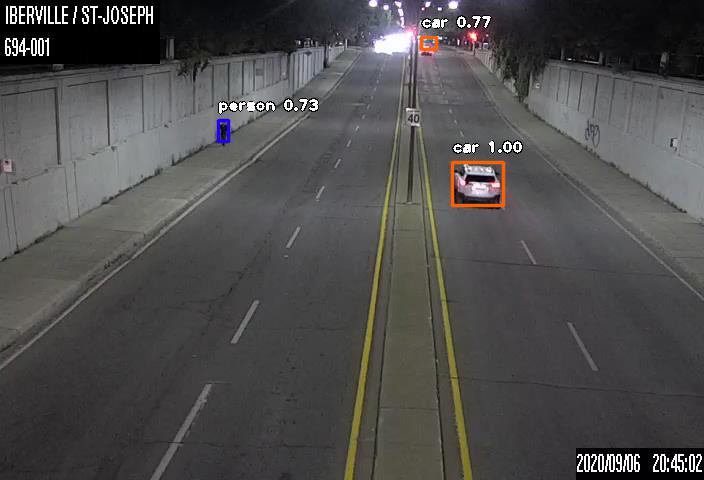 IBERVILLE / ST-JOSEPH
694-001
car 0.77
person 0.73
40
car 1.00
2020/09/06 20:45:02